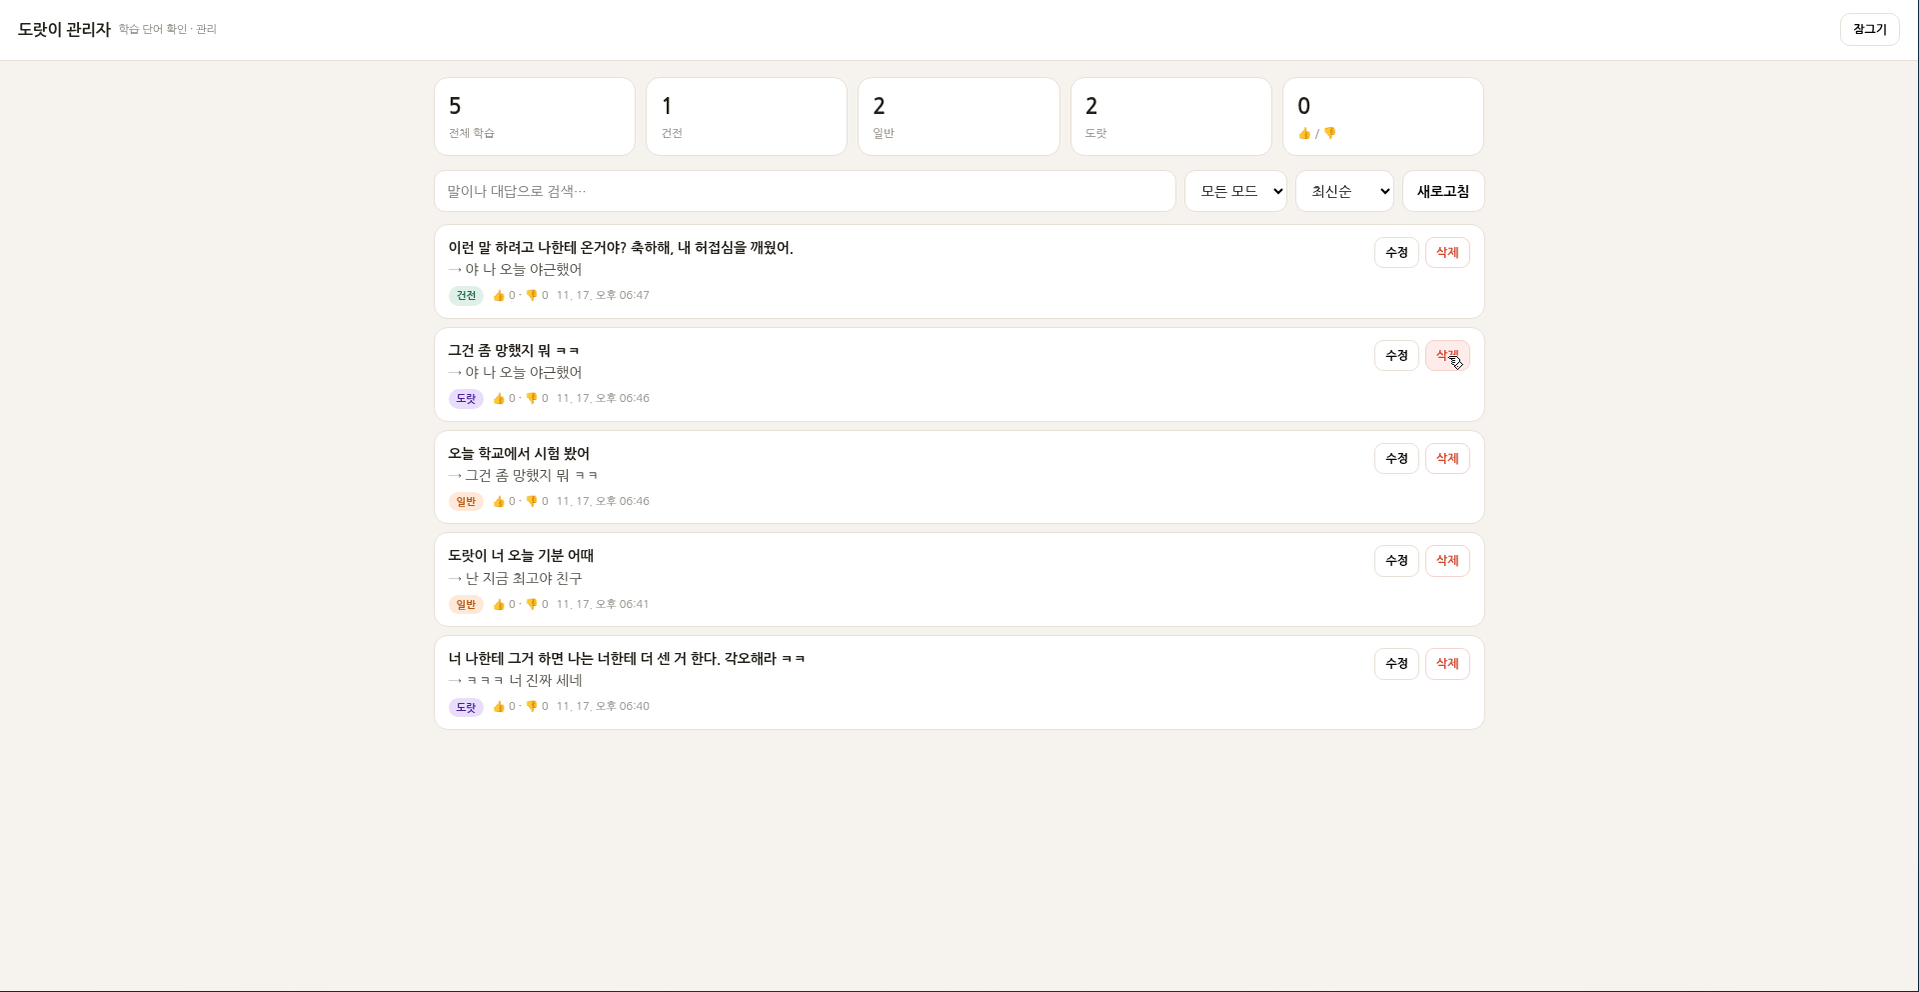 도랏이 관리자 학습 단어 확인 · 관리
잠그기
5
전체 학습
1
건전
2
일반
2
도랏
0
👍 / 👎
말이나 대답으로 검색…
모든 모드
최신순
새로고침
이런 말 하려고 나한테 온거야? 축하해, 내 허접심을 깨웠어.
→ 야 나 오늘 야근했어
건전 👍 0 · 👎 0 11. 17. 오후 06:47
수정 삭제
그건 좀 망했지 뭐 ㅋㅋ
→ 야 나 오늘 야근했어
도랏 👍 0 · 👎 0 11. 17. 오후 06:46
수정 삭제
오늘 학교에서 시험 봤어
→ 그건 좀 망했지 뭐 ㅋㅋ
일반 👍 0 · 👎 0 11. 17. 오후 06:46
수정 삭제
도랏이 너 오늘 기분 어때
→ 난 지금 최고야 친구
일반 👍 0 · 👎 0 11. 17. 오후 06:41
수정 삭제
너 나한테 그거 하면 나는 너한테 더 센 거 한다. 각오해라 ㅋㅋ
→ ㅋㅋㅋ 너 진짜 세네
도랏 👍 0 · 👎 0 11. 17. 오후 06:40
수정 삭제